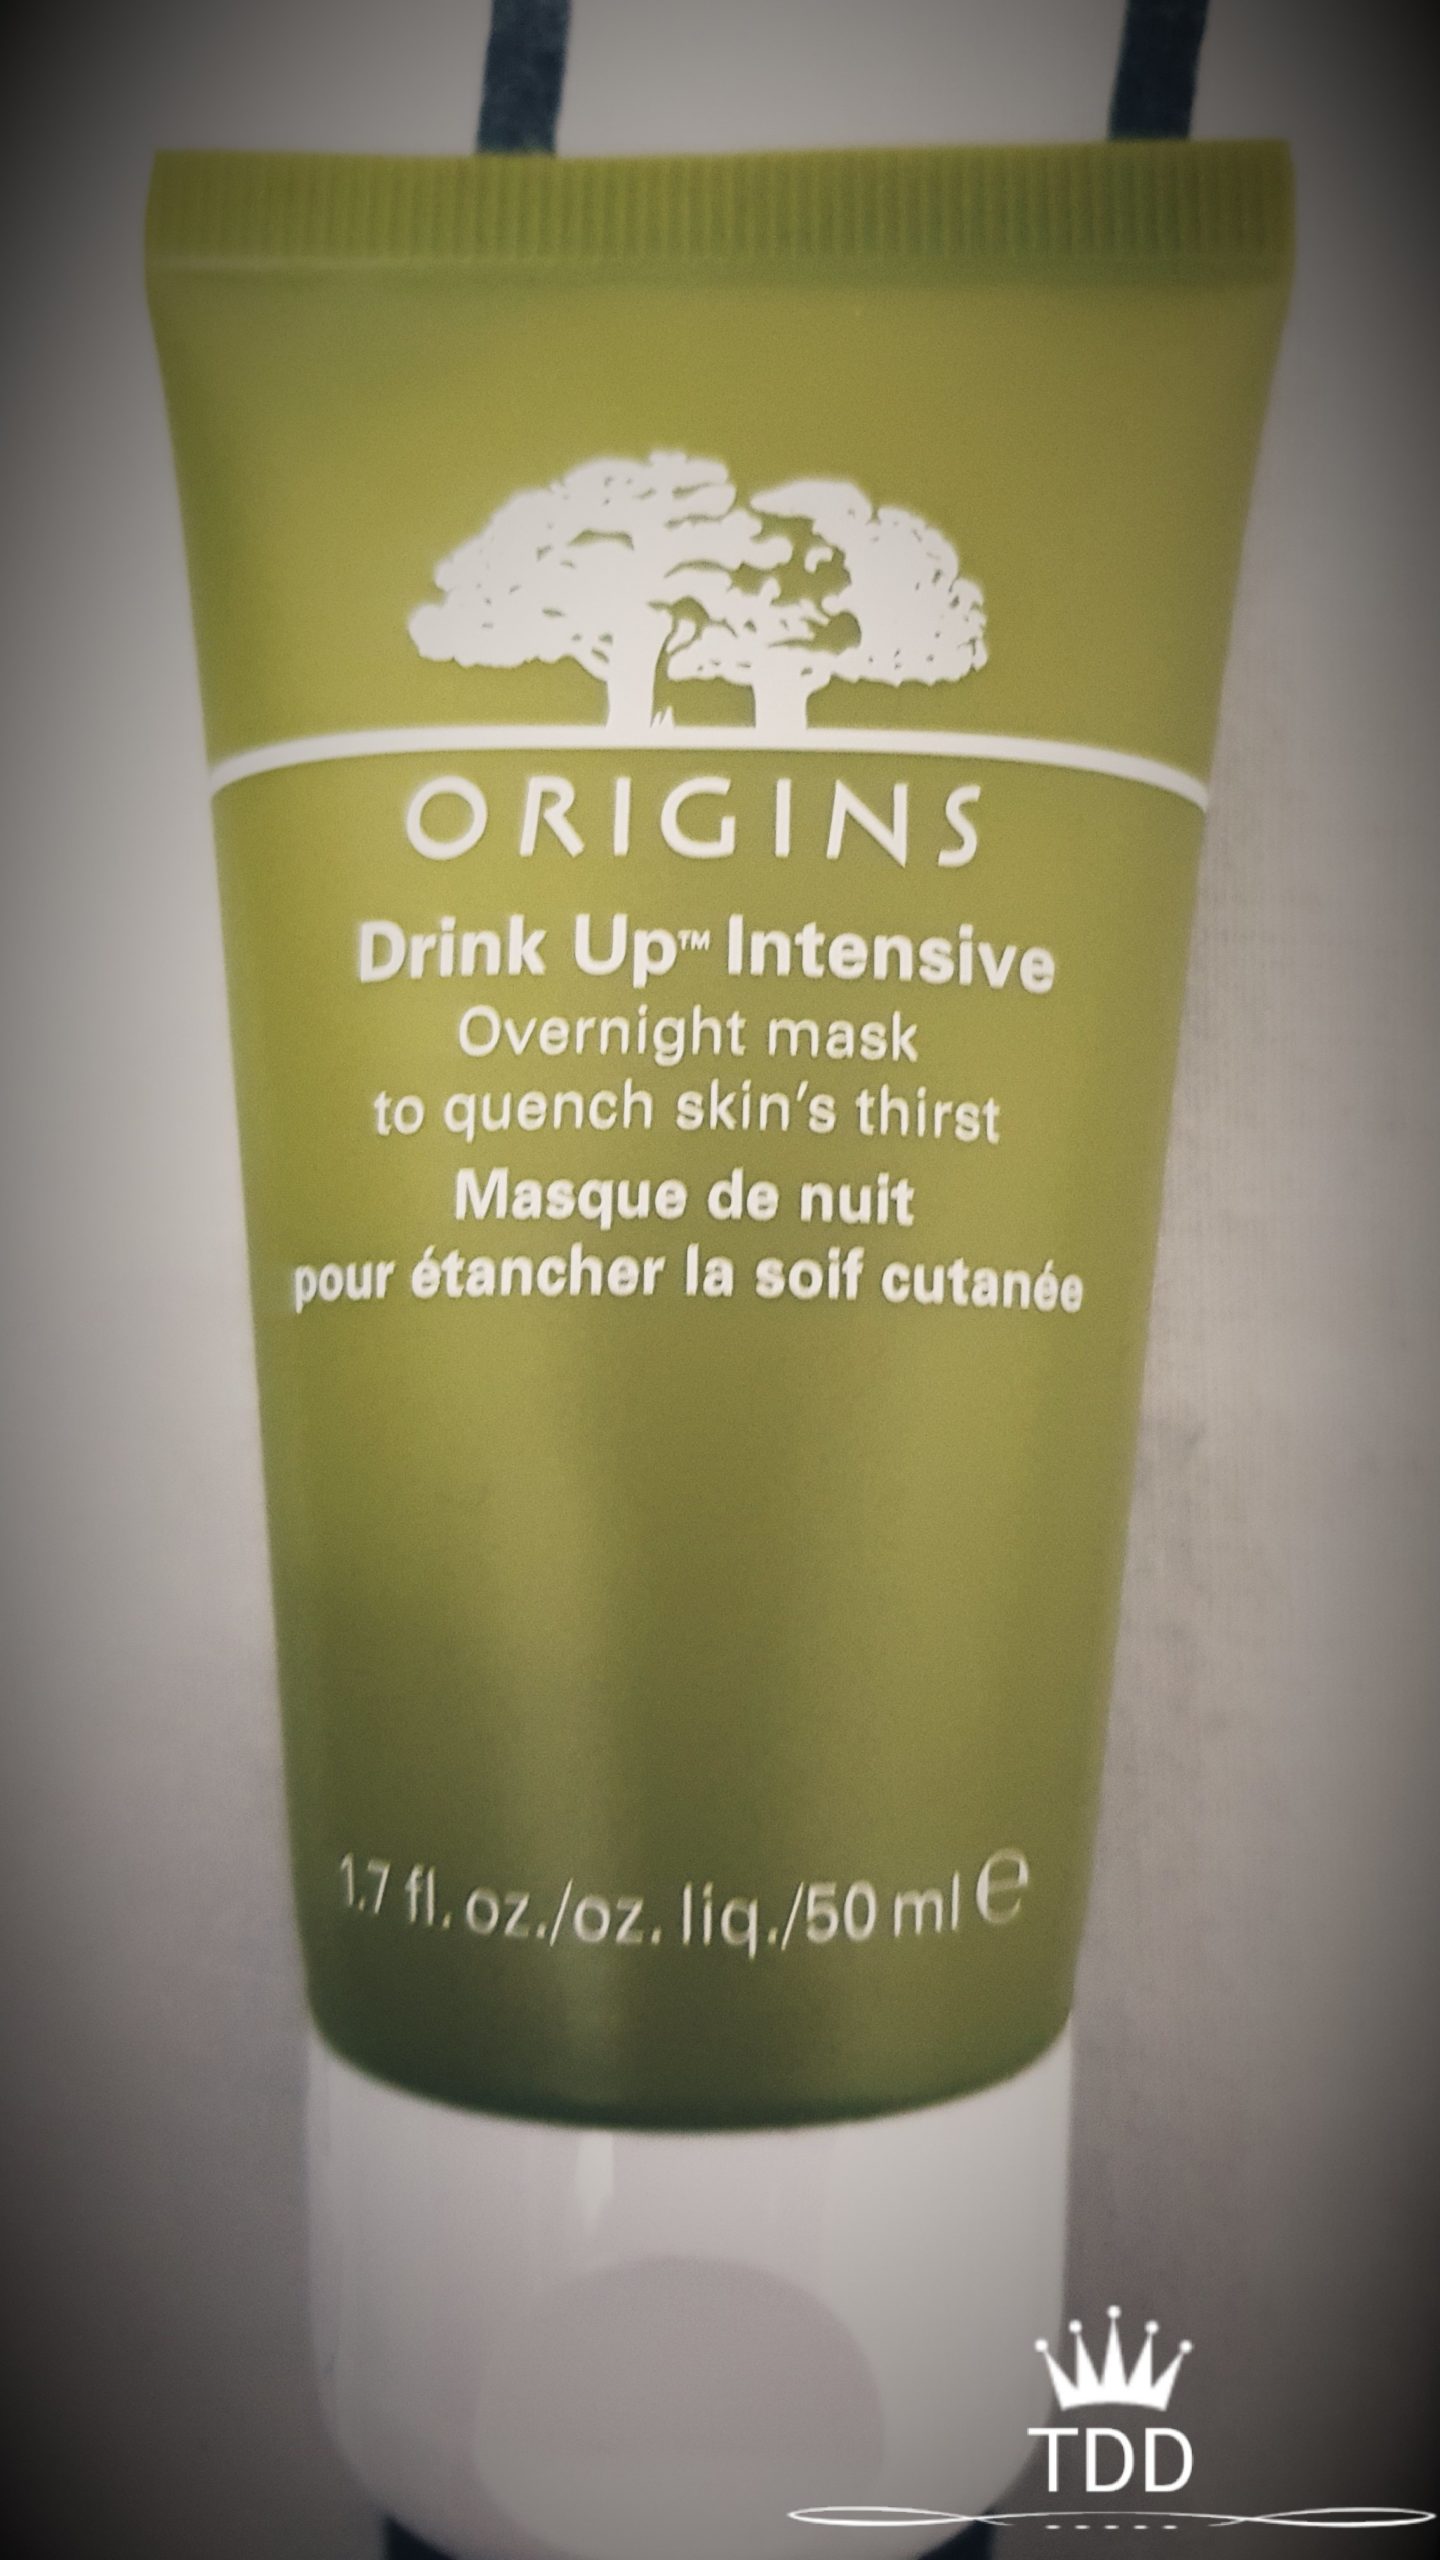 ORIGINS
Drink Up™ Intensive
Overnight mask
to quench skin's thirst
Masque de nuit
pour étancher la soif cutanée
1.7 fl. oz./oz. liq./50 ml ℮
TDD